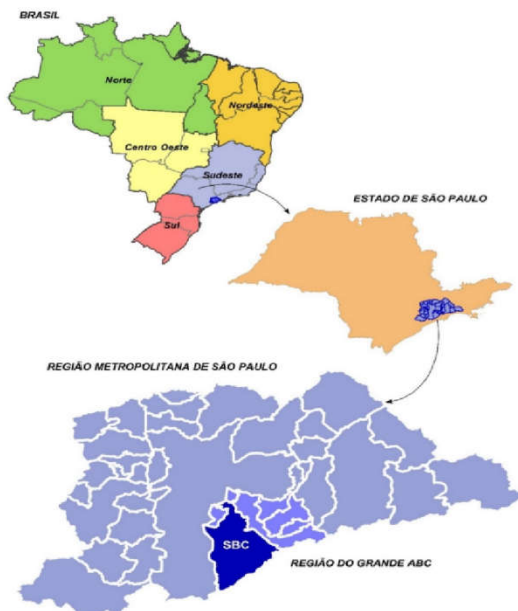 BRASIL
Norte
Nordeste
Centro Oeste
Sudeste
Sul
ESTADO DE SÃO PAULO
REGIÃO METROPOLITANA DE SÃO PAULO
SBC
REGIÃO DO GRANDE ABC